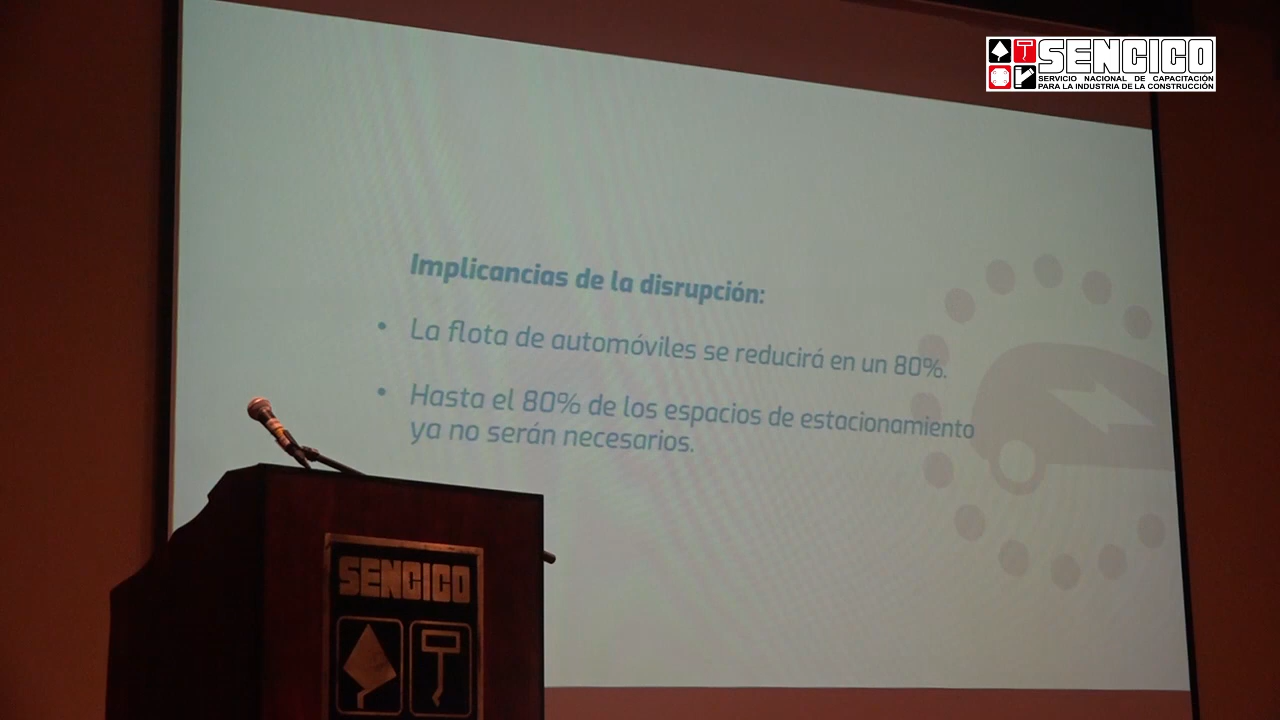 SENCICO
SERVICIO NACIONAL DE CAPACITACIÓN
PARA LA INDUSTRIA DE LA CONSTRUCCIÓN
Implicancias de la disrupción:
• La flota de automóviles se reducirá en un 80%.
• Hasta el 80% de los espacios de estacionamiento
ya no serán necesarios.
SENCICO